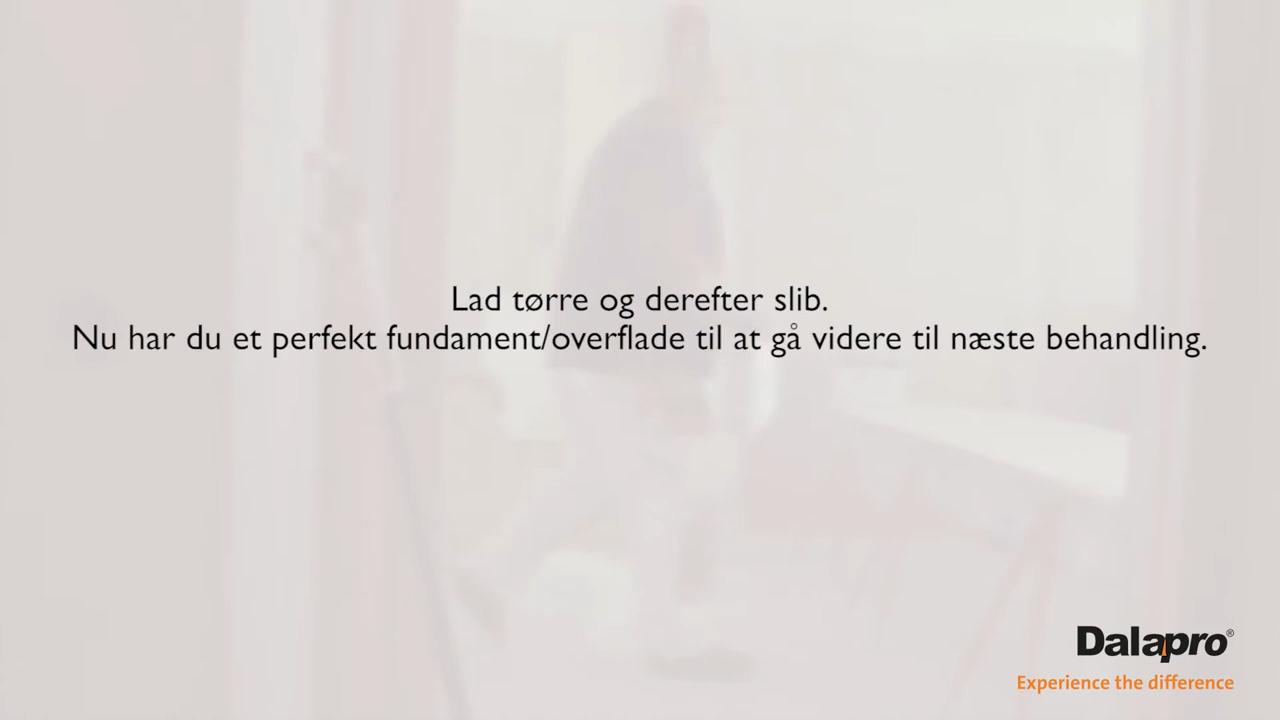 Lad tørre og derefter slib.
Nu har du et perfekt fundament/overflade til at gå videre til næste behandling.
Dalapro®
Experience the difference